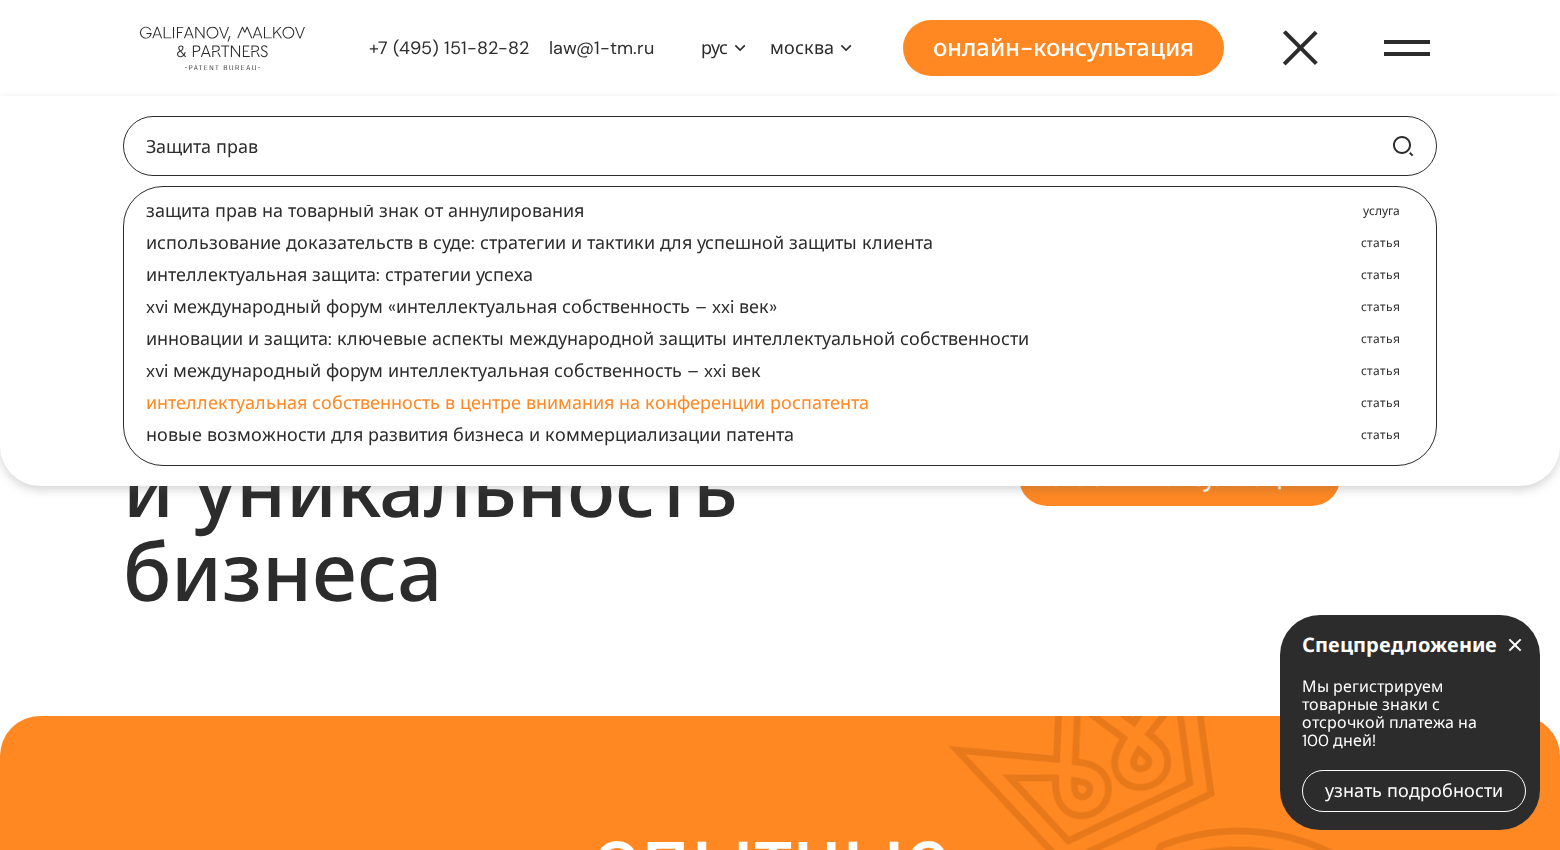 GALIFANOV, MALKOV
& PARTNERS
-PATENT BUREAU-
+7 (495) 151-82-82
law@1-tm.ru
рус
москва
онлайн-консультация
Защита прав
защита прав на товарный знак от аннулирования услуга
использование доказательств в суде: стратегии и тактики для успешной защиты клиента статья
интеллектуальная защита: стратегии успеха статья
xvi международный форум «интеллектуальная собственность – xxi век» статья
инновации и защита: ключевые аспекты международной защиты интеллектуальной собственности статья
xvi международный форум интеллектуальная собственность – xxi век статья
интеллектуальная собственность в центре внимания на конференции роспатента статья
новые возможности для развития бизнеса и коммерциализации патента статья
и уникальность
бизнеса
Спецпредложение
Мы регистрируем
товарные знаки с
отсрочкой платежа на
100 дней!
узнать подробности
опытные